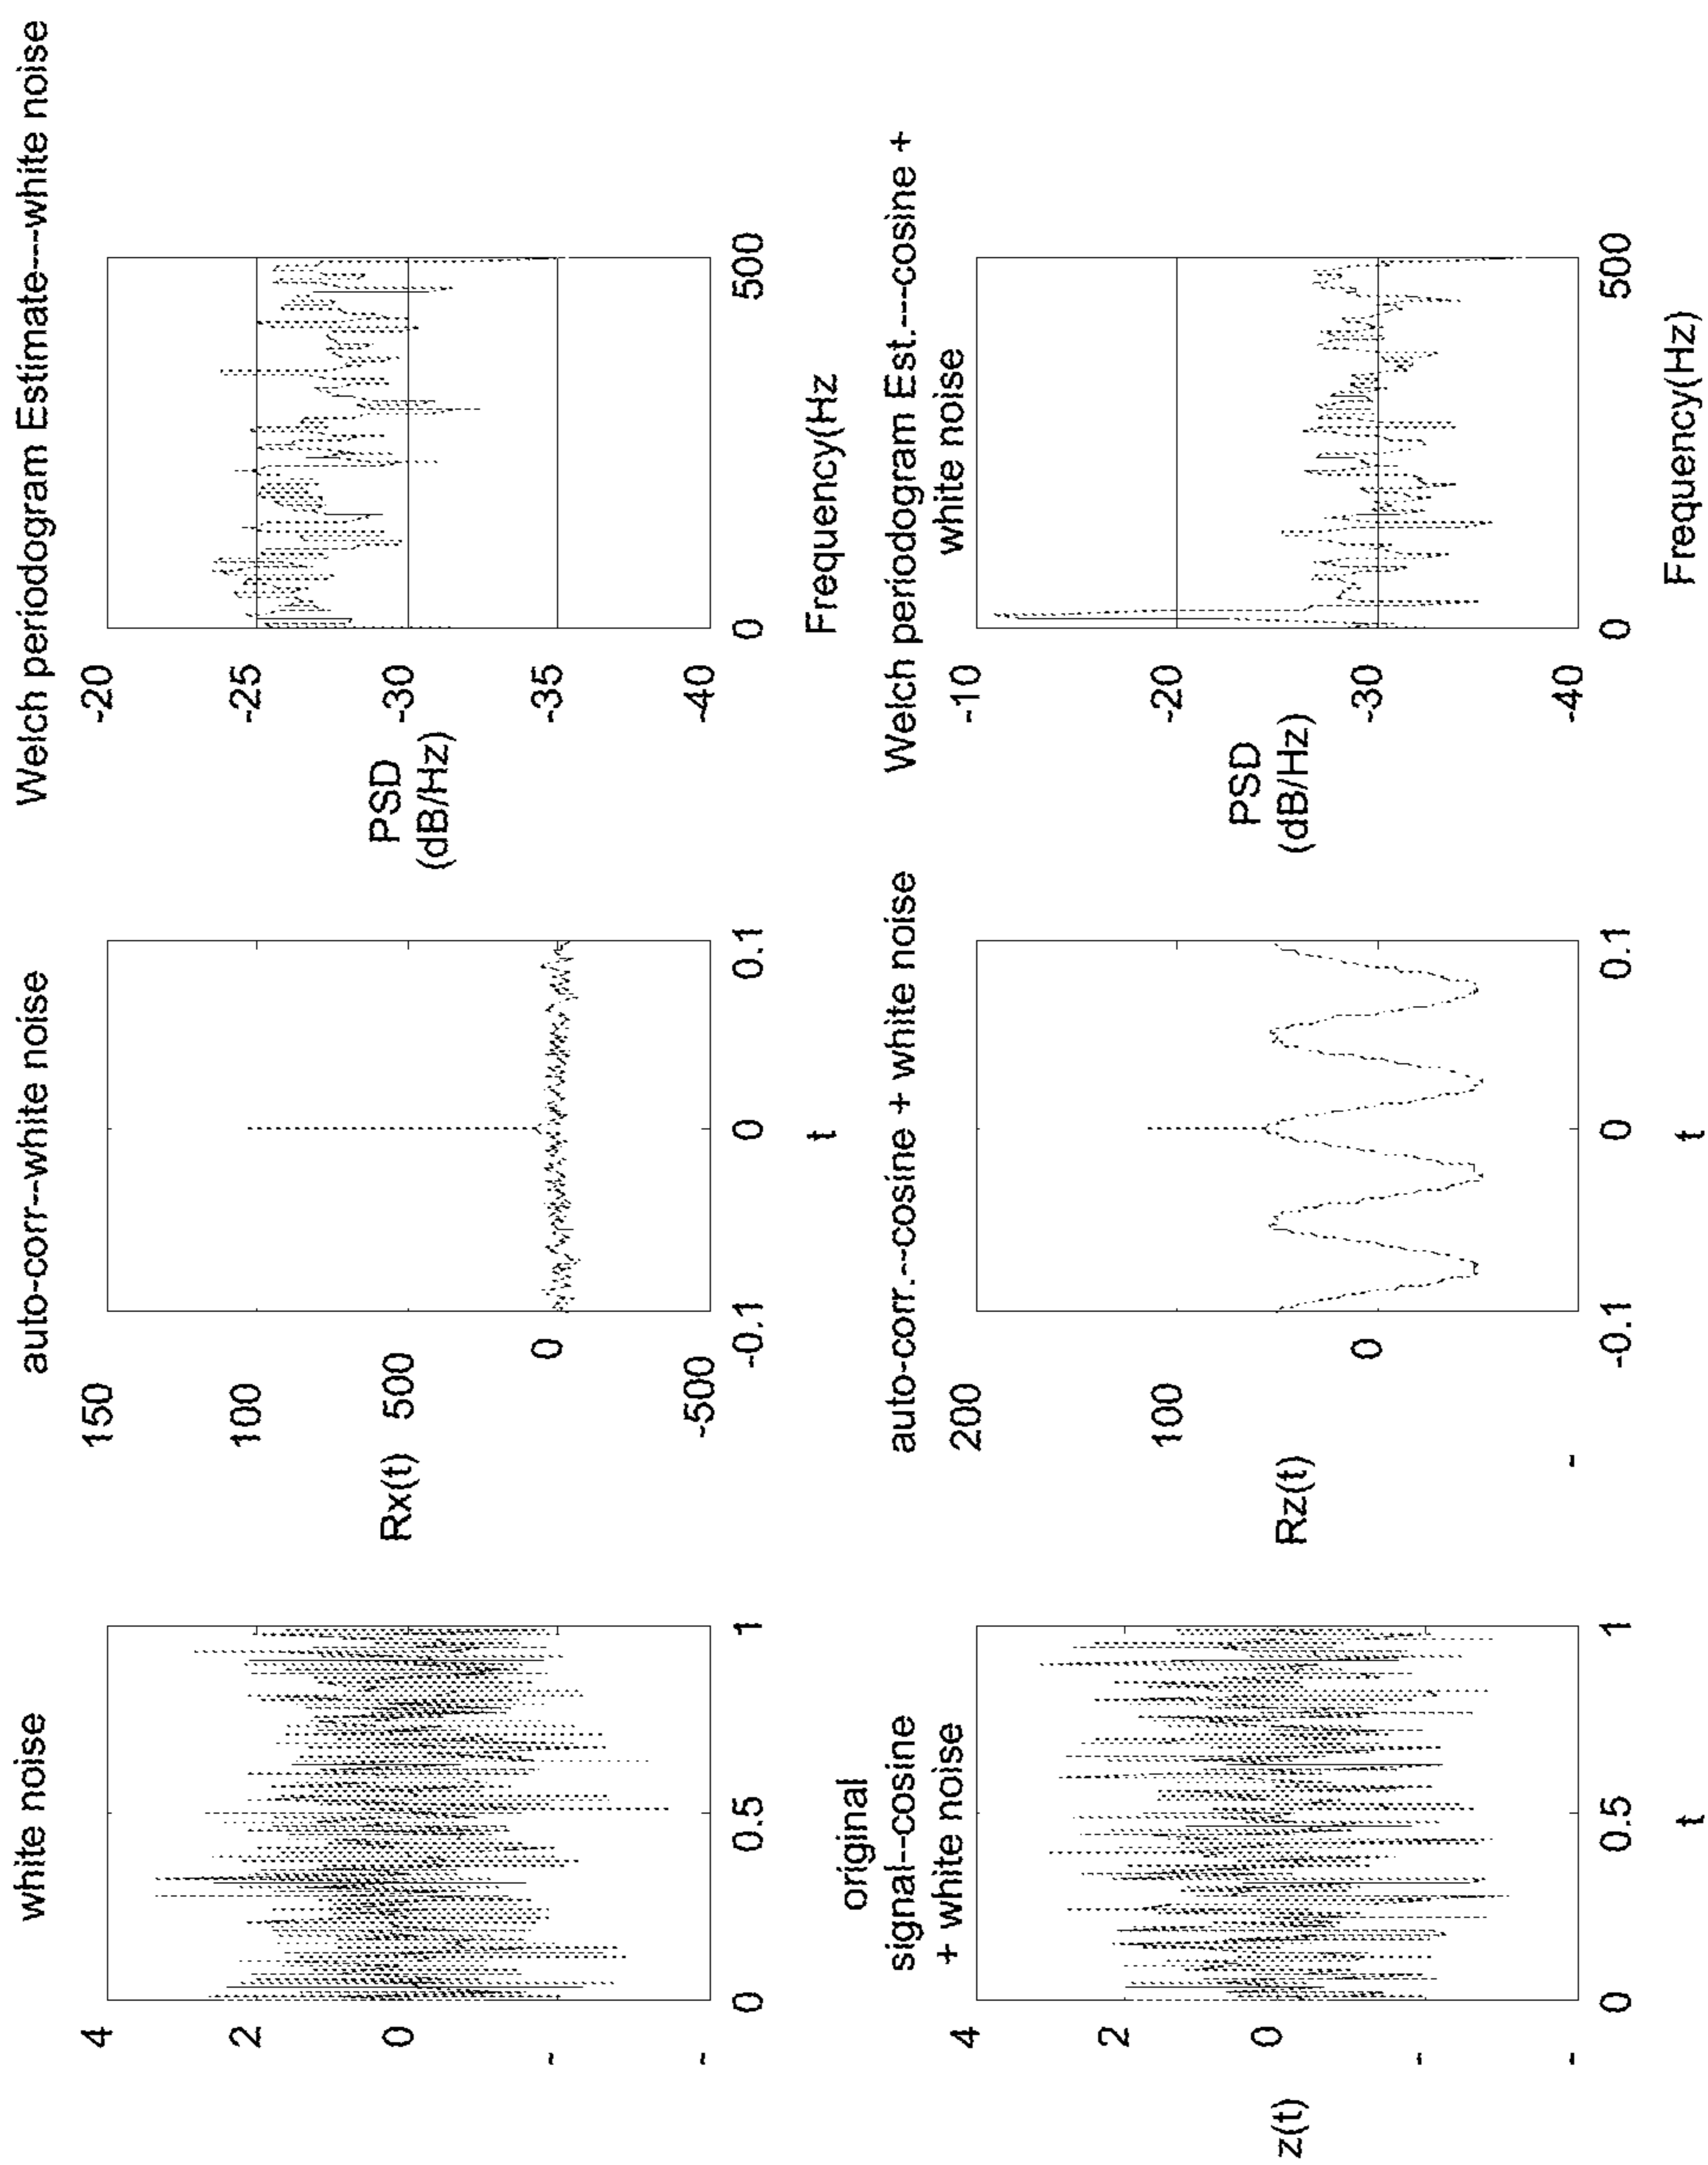 white noise
4
2
0
-
-
0
0.5
1
auto-corr--white noise
150
100
Rx(t) 500
0
-500
-0.1
0
0.1
t
Welch periodogram Estimate---white noise
-20
-25
PSD
(dB/Hz)
-30
-35
-40
0
500
Frequency(Hz
original
signal--cosine
+ white noise
4
2
z(t)
0
-
-
0
0.5
1
t
auto-corr.--cosine + white noise
200
100
Rz(t)
0
-
-0.1
0
0.1
t
Welch periodogram Est.---cosine +
white noise
-10
-20
PSD
(dB/Hz)
-30
-40
0
500
Frequency(Hz)